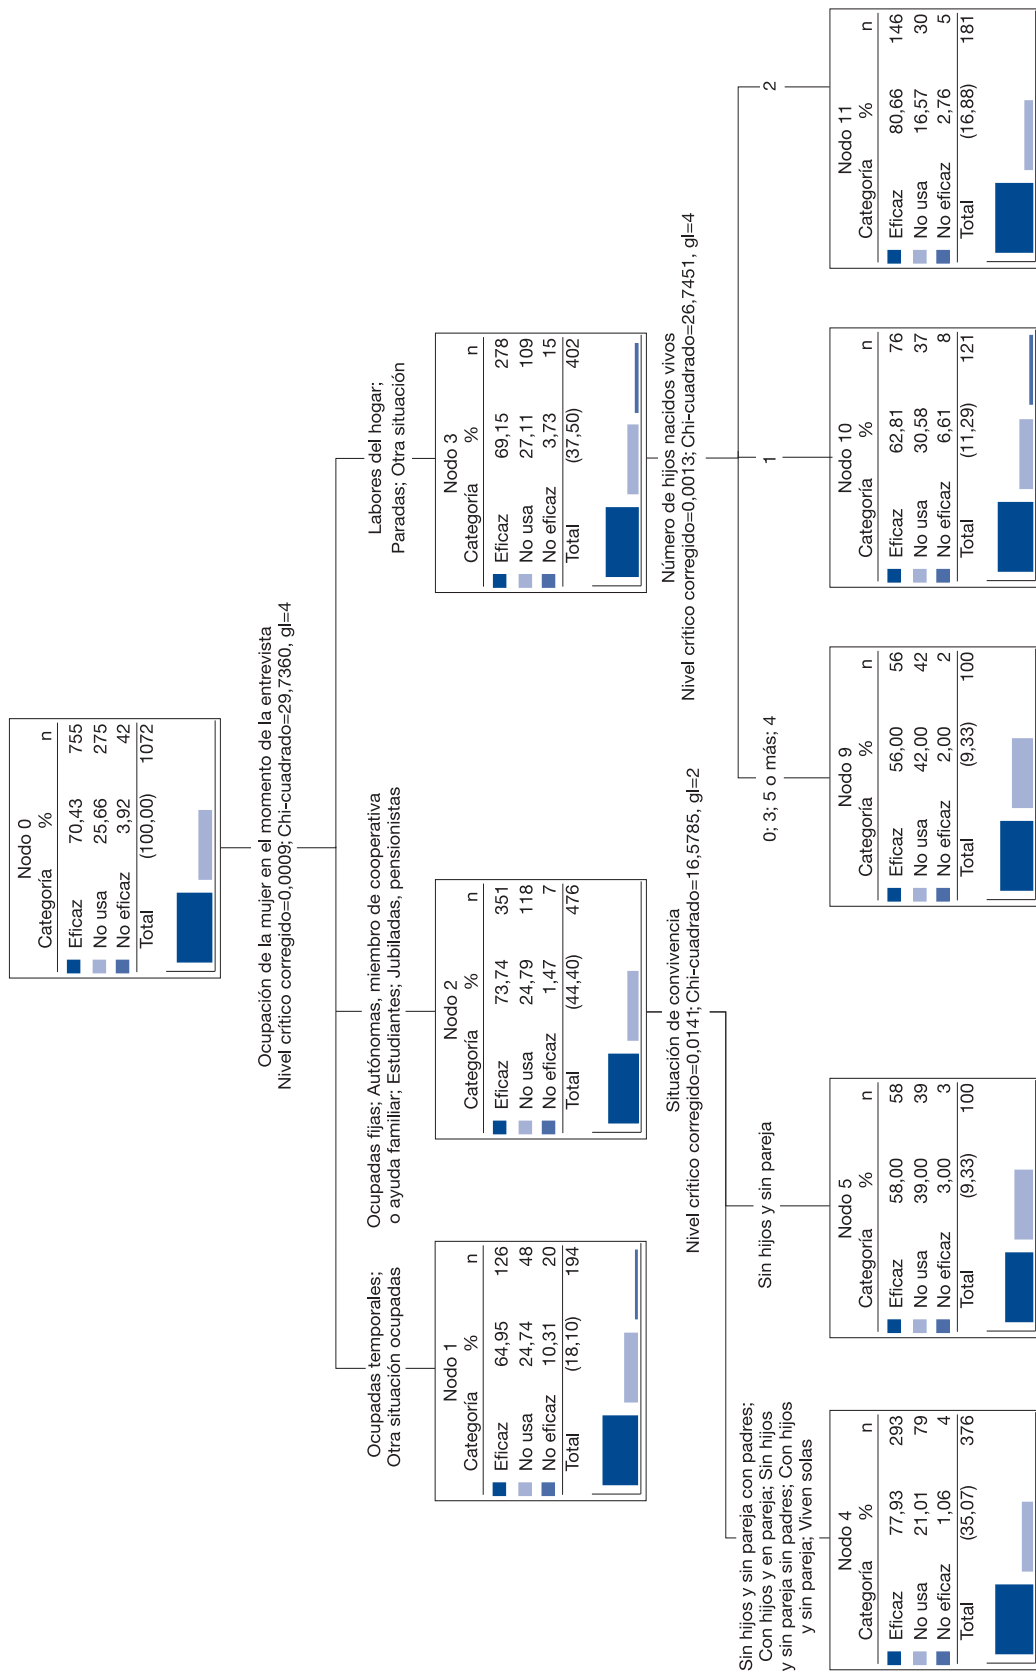 Nodo 0
Categoría % n
Eficaz 70,43 755
No usa 25,66 275
No eficaz 3,92 42
Total (100,00) 1072
Ocupación de la mujer en el momento de la entrevista
Nivel crítico corregido=0,0009; Chi-cuadrado=29,7360, gl=4
Ocupadas temporales;
Otra situación ocupadas
Ocupadas fijas; Autónomas, miembro de cooperativa
o ayuda familiar; Estudiantes; Jubiladas, pensionistas
Labores del hogar;
Paradas; Otra situación
Nodo 1
Categoría % n
Eficaz 64,95 126
No usa 24,74 48
No eficaz 10,31 20
Total (18,10) 194
Nodo 2
Categoría % n
Eficaz 73,74 351
No usa 24,79 118
No eficaz 1,47 7
Total (44,40) 476
Nodo 3
Categoría % n
Eficaz 69,15 278
No usa 27,11 109
No eficaz 3,73 15
Total (37,50) 402
Situación de convivencia
Nivel crítico corregido=0,0141; Chi-cuadrado=16,5785, gl=2
Número de hijos nacidos vivos
Nivel crítico corregido=0,0013; Chi-cuadrado=26,7451, gl=4
Sin hijos y sin pareja con padres;
Con hijos y en pareja; Sin hijos
y sin pareja sin padres; Con hijos
y sin pareja; Viven solas
Sin hijos y sin pareja
0; 3; 5 o más; 4
1
2
Nodo 4
Categoría % n
Eficaz 77,93 293
No usa 21,01 79
No eficaz 1,06 4
Total (35,07) 376
Nodo 5
Categoría % n
Eficaz 58,00 58
No usa 39,00 39
No eficaz 3,00 3
Total (9,33) 100
Nodo 9
Categoría % n
Eficaz 56,00 56
No usa 42,00 42
No eficaz 2,00 2
Total (9,33) 100
Nodo 10
Categoría % n
Eficaz 62,81 76
No usa 30,58 37
No eficaz 6,61 8
Total (11,29) 121
Nodo 11
Categoría % n
Eficaz 80,66 146
No usa 16,57 30
No eficaz 2,76 5
Total (16,88) 181